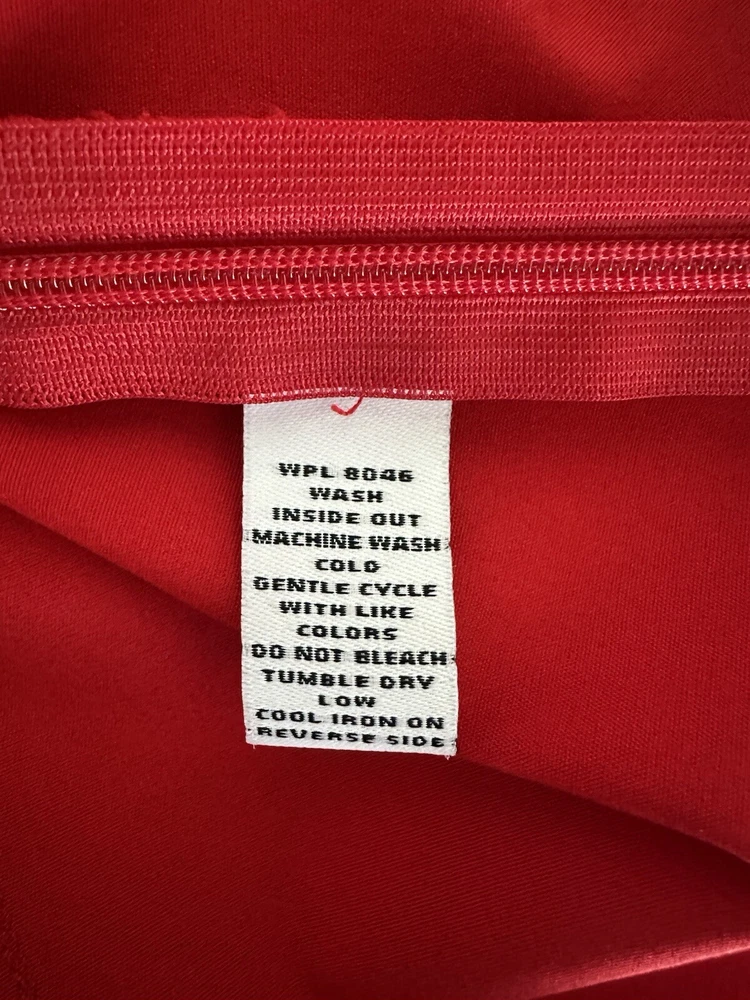 WPL 8046
WASH
INSIDE OUT
MACHINE WASH
COLD
GENTLE CYCLE
WITH LIKE
COLORS
DO NOT BLEACH
TUMBLE DRY
LOW
COOL IRON ON
REVERSE SIDE